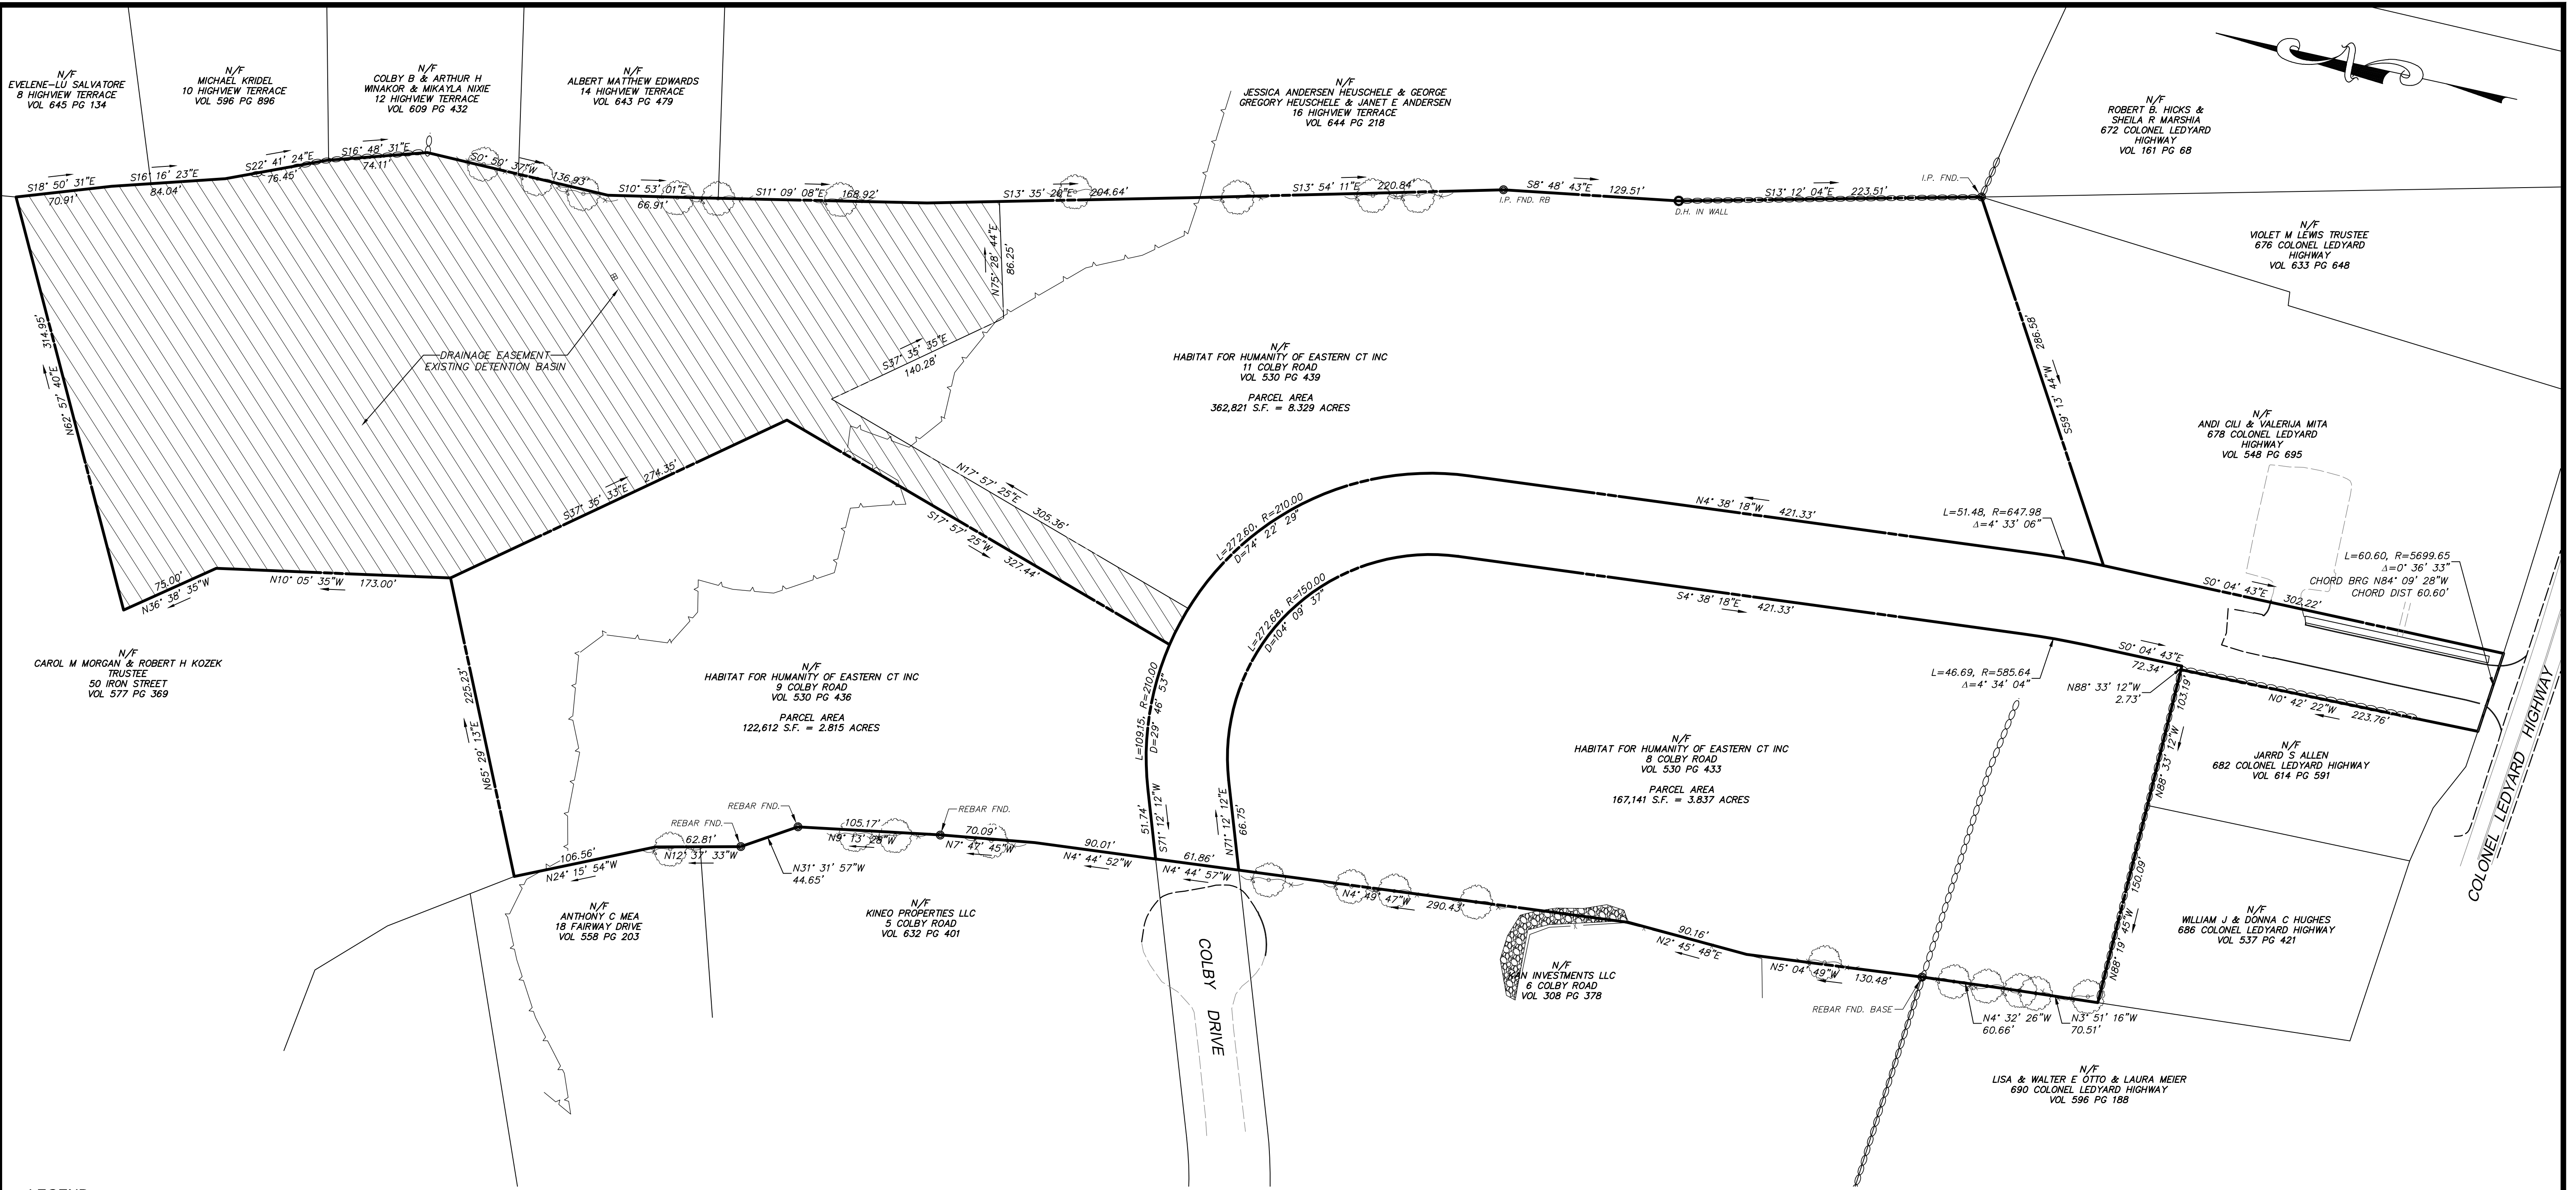 N/F
EVELENE-LU SALVATORE
8 HIGHVIEW TERRACE
VOL 645 PG 134
N/F
MICHAEL KRIDEL
10 HIGHVIEW TERRACE
VOL 596 PG 896
N/F
COLBY B & ARTHUR H
WINAKOR & MIKAYLA NIXIE
12 HIGHVIEW TERRACE
VOL 609 PG 432
N/F
ALBERT MATTHEW EDWARDS
14 HIGHVIEW TERRACE
VOL 643 PG 479
N/F
JESSICA ANDERSEN HEUSCHELE & GEORGE
GREGORY HEUSCHELE & JANET E ANDERSEN
16 HIGHVIEW TERRACE
VOL 644 PG 218
N/F
ROBERT B. HICKS &
SHEILA R MARSHIA
672 COLONEL LEDYARD
HIGHWAY
VOL 161 PG 68
N
S18° 50' 31"E
70.91'
S16° 16' 23"E
84.04'
S22° 41' 24"E
76.45'
S16° 48' 31"E
74.11'
S0° 50' 37"W 136.93'
S10° 53' 01"E
66.91'
S11° 09' 08"E 168.92'
S13° 35' 20"E 204.64'
S13° 54' 11"E 220.84'
I.P. FND. RB
S8° 48' 43"E 129.51'
D.H. IN WALL
S13° 12' 04"E 223.51'
I.P. FND.
N/F
VIOLET M LEWIS TRUSTEE
676 COLONEL LEDYARD
HIGHWAY
VOL 633 PG 648
N75° 28' 44"E
86.25'
S37° 35' 35"E
140.28'
DRAINAGE EASEMENT
EXISTING DETENTION BASIN
N62° 57' 40"E 314.95'
N/F
HABITAT FOR HUMANITY OF EASTERN CT INC
11 COLBY ROAD
VOL 530 PG 439
PARCEL AREA
362,821 S.F. = 8.329 ACRES
S59° 13' 44"W 286.58'
N/F
ANDI CILI & VALERIJA MITA
678 COLONEL LEDYARD
HIGHWAY
VOL 548 PG 695
S37° 35' 33"E 274.35'
N17° 57' 25"E 305.36'
S17° 57' 25"W 327.44'
L=272.60, R=210.00
D=74° 22' 29"
N4° 38' 18"W 421.33'
L=51.48, R=647.98
Δ=4° 33' 06"
L=60.60, R=5699.65
Δ=0° 36' 33"
CHORD BRG N84° 09' 28"W
CHORD DIST 60.60'
S0° 04' 43"E 302.22'
75.00'
N36° 38' 35"W
N10° 05' 35"W 173.00'
L=272.68, R=150.00
D=104° 09' 37"
S4° 38' 18"E 421.33'
L=46.69, R=585.64
Δ=4° 34' 04"
S0° 04' 43"E
72.34'
N88° 33' 12"W
2.73'
N0° 42' 22"W 223.76'
N88° 33' 12"W 103.19'
N/F
CAROL M MORGAN & ROBERT H KOZEK
TRUSTEE
50 IRON STREET
VOL 577 PG 369
N65° 29' 13"E 225.23'
N/F
HABITAT FOR HUMANITY OF EASTERN CT INC
9 COLBY ROAD
VOL 530 PG 436
PARCEL AREA
122,612 S.F. = 2.815 ACRES
L=109.15, R=210.00
D=29° 46' 53"
N/F
HABITAT FOR HUMANITY OF EASTERN CT INC
8 COLBY ROAD
VOL 530 PG 433
PARCEL AREA
167,141 S.F. = 3.837 ACRES
N/F
JARRD S ALLEN
682 COLONEL LEDYARD HIGHWAY
VOL 614 PG 591
COLONEL LEDYARD HIGHWAY
REBAR FND.
REBAR FND.
REBAR FND.
106.56'
N24° 15' 54"W
62.81'
N12° 37' 33"W
N31° 31' 57"W
44.65'
105.17'
N9° 13' 28"W
70.09'
N7° 47' 45"W
90.01'
N4° 44' 52"W
51.74'
S71° 12' 12"W
61.86'
N4° 44' 57"W
N71° 12' 12"E
66.75'
N4° 49' 47"W 290.43'
90.16'
N2° 45' 48"E
N5° 04' 49"W 130.48'
REBAR FND. BASE
N4° 32' 26"W
60.66'
N3° 51' 16"W
70.51'
N88° 19' 45"W 150.09'
N/F
WILLIAM J & DONNA C HUGHES
686 COLONEL LEDYARD HIGHWAY
VOL 537 PG 421
N/F
ANTHONY C MEA
18 FAIRWAY DRIVE
VOL 558 PG 203
N/F
KINEO PROPERTIES LLC
5 COLBY ROAD
VOL 632 PG 401
COLBY DRIVE
N/F
KAN INVESTMENTS LLC
6 COLBY ROAD
VOL 308 PG 378
N/F
LISA & WALTER E OTTO & LAURA MEIER
690 COLONEL LEDYARD HIGHWAY
VOL 596 PG 188